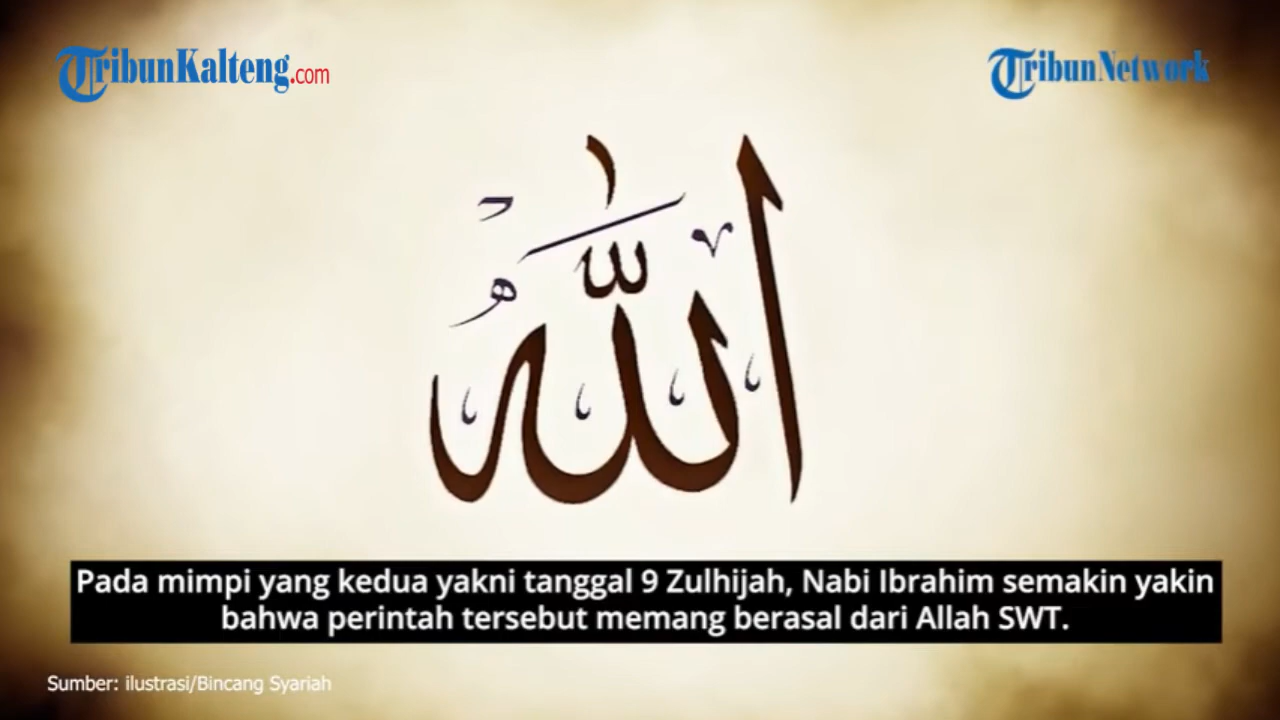 TribunKalteng.com
TribunNetwork
الله
Pada mimpi yang kedua yakni tanggal 9 Zulhijah, Nabi Ibrahim semakin yakin
bahwa perintah tersebut memang berasal dari Allah SWT.
Sumber: ilustrasi/Bincang Syariah